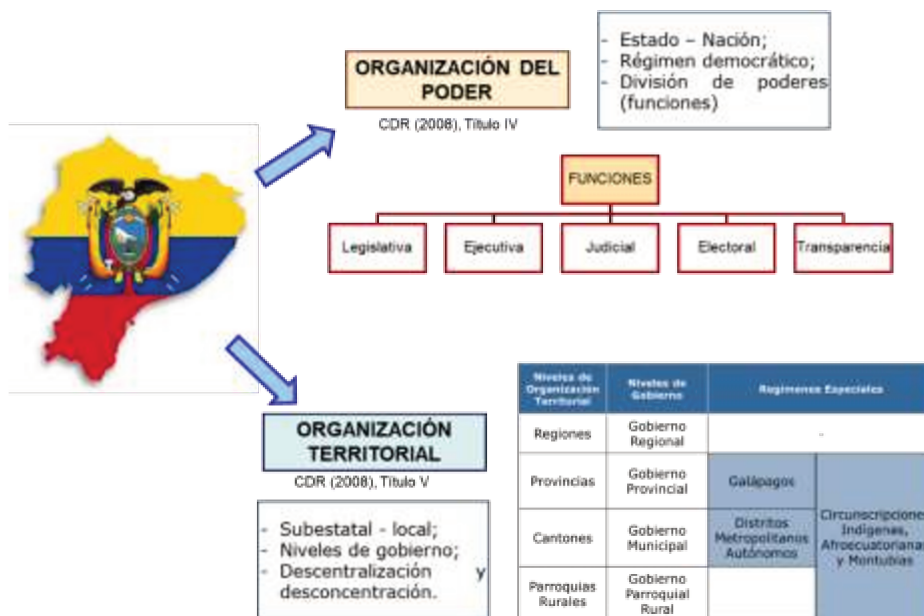 ORGANIZACIÓN DEL
PODER
CDR (2008), Título IV
- Estado – Nación;
- Régimen democrático;
- División de poderes
(funciones)
FUNCIONES
Legislativa
Ejecutiva
Judicial
Electoral
Transparencia
ORGANIZACIÓN
TERRITORIAL
CDR (2008), Título V
- Subestatal - local;
- Niveles de gobierno;
- Descentralización y
desconcentración.
Niveles de
Organización
Territorial
Niveles de
Gobierno
Regímenes Especiales
Regiones
Gobierno
Regional
-
Provincias
Gobierno
Provincial
Galápagos
Circunscripcione
Indígenas,
Afroecuatoriana
y Montubias
Cantones
Gobierno
Municipal
Distritos
Metropolitanos
Autónomos
Parroquias
Rurales
Gobierno
Parroquial
Rural